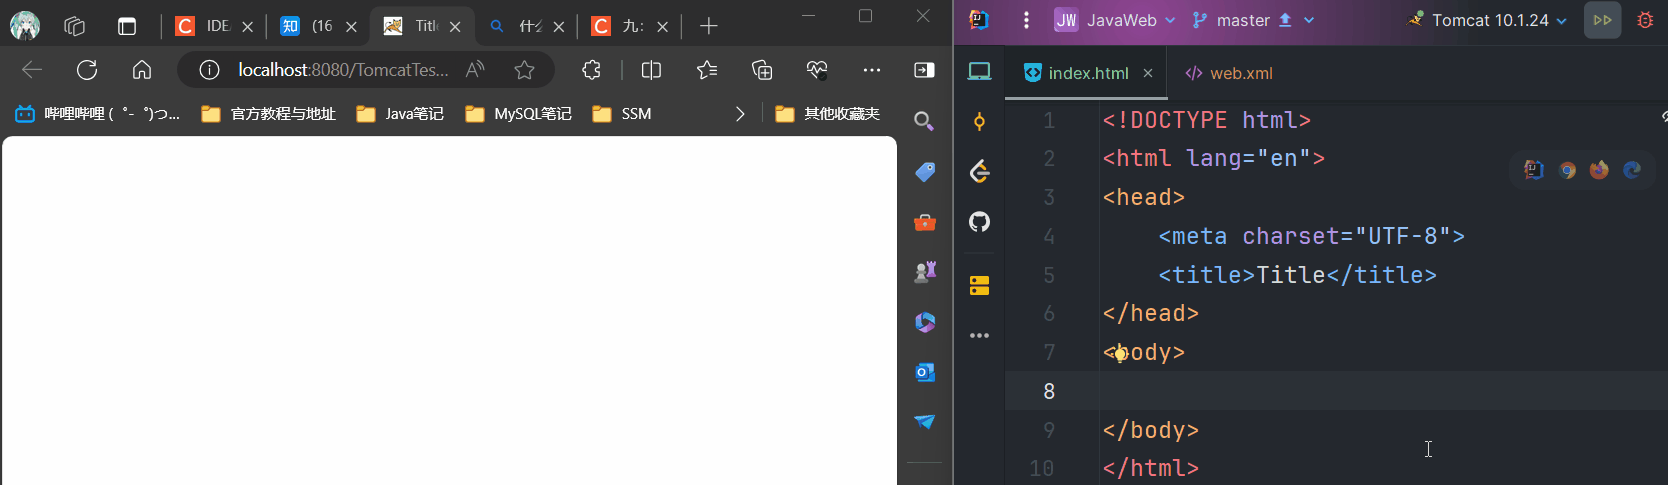 IDE
知 (16
Titl
什么
九:
localhost:8080/TomcatTes...
哔哩哔哩 (゜-゜)つ...
官方教程与地址
Java笔记
MySQL笔记
SSM
其他收藏夹
JW JavaWeb
master
Tomcat 10.1.24
index.html
web.xml
1 <!DOCTYPE html>
2 <html lang="en">
3 <head>
4 <meta charset="UTF-8">
5 <title>Title</title>
6 </head>
7 <body>
8
9 </body>
10 </html>